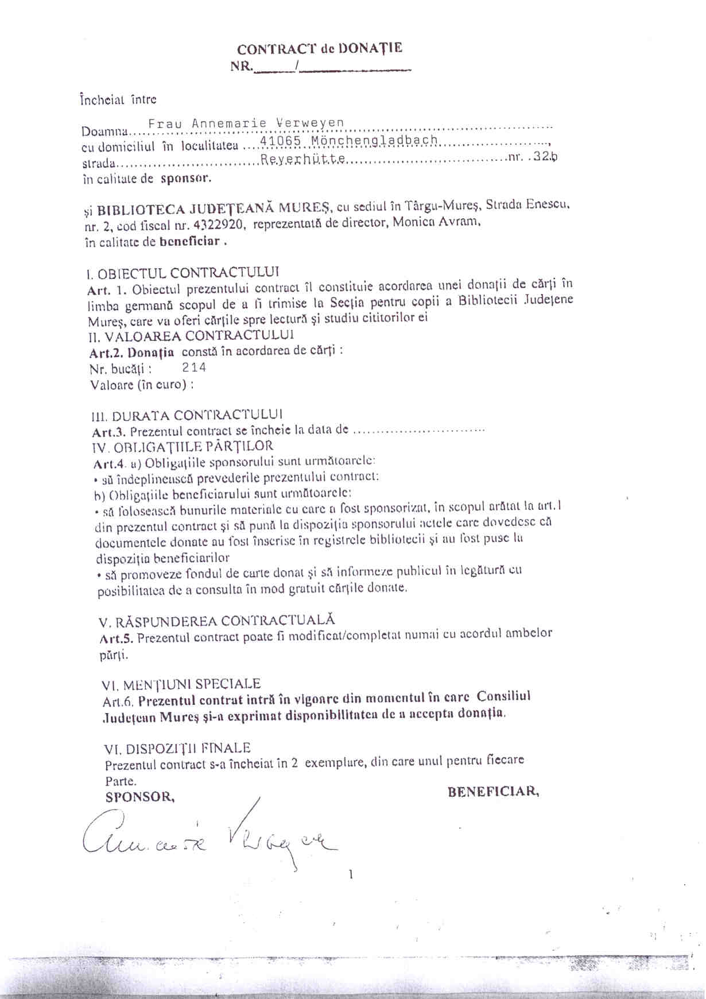 CONTRACT de DONAȚIE
NR.______/________________
Încheiat între
Doamna....Frau Annemarie Verweyen....
cu domiciliul în localitatea ....41065 Mönchengladbach....,
strada....Reyerhütte....nr. .32.b
în calitate de sponsor.
și BIBLIOTECA JUDEȚEANĂ MUREȘ, cu sediul în Târgu-Mureș, Strada Enescu,
nr. 2, cod fiscal nr. 4322920, reprezentată de director, Monica Avram,
în calitate de beneficiar .
I. OBIECTUL CONTRACTULUI
Art. 1. Obiectul prezentului contract îl constituie acordarea unei donații de cărți în
limba germană scopul de a fi trimise la Secția pentru copii a Bibliotecii Județene
Mureș, care va oferi cărțile spre lectură și studiu cititorilor ei
II. VALOAREA CONTRACTULUI
Art.2. Donația constă în acordarea de cărți :
Nr. bucăți : 214
Valoare (în euro) :
III. DURATA CONTRACTULUI
Art.3. Prezentul contract se încheie la data de ............................
IV. OBLIGAȚIILE PĂRȚILOR
Art.4. a) Obligațiile sponsorului sunt următoarele:
• să îndeplinească prevederile prezentului contract:
b) Obligațiile beneficiarului sunt următoarele:
• să folosească bunurile materiale cu care a fost sponsorizat, în scopul arătat la art.1
din prezentul contract și să pună la dispoziția sponsorului actele care dovedesc că
documentele donate au fost înscrise în registrele bibliotecii și au fost puse la
dispoziția beneficiarilor
• să promoveze fondul de carte donat și să informeze publicul în legătură cu
posibilitatea de a consulta în mod gratuit cărțile donate.
V. RĂSPUNDEREA CONTRACTUALĂ
Art.5. Prezentul contract poate fi modificat/completat numai cu acordul ambelor
părți.
VI. MENȚIUNI SPECIALE
Art.6. Prezentul contrat intră în vigoare din momentul în care Consiliul
Județean Mureș și-a exprimat disponibilitatea de a accepta donația.
VI. DISPOZIȚII FINALE
Prezentul contract s-a încheiat în 2 exemplare, din care unul pentru fiecare
Parte.
SPONSOR,
BENEFICIAR,
Annemarie Verweyen
1